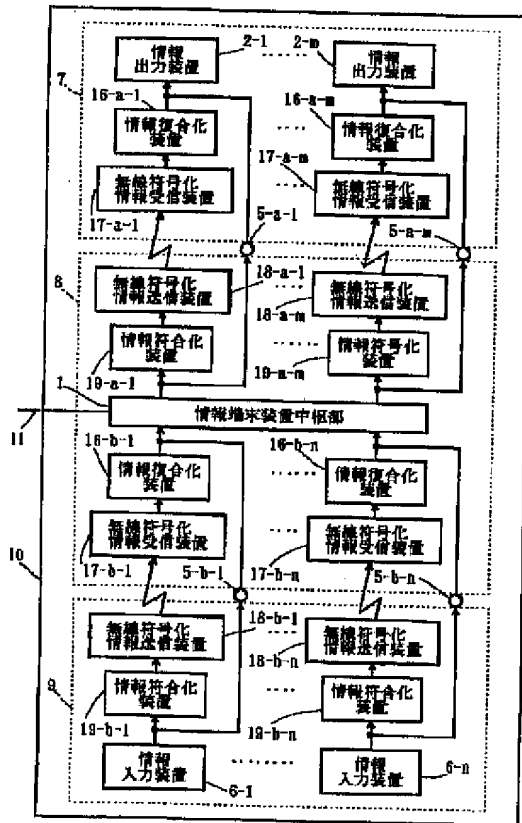 情報
出力装置
2-1
2-m
情報
出力装置
7
16-a-1
16-a-m
情報復合化
装置
情報復合化
装置
17-a-m
無線符号化
情報受信装置
無線符号化
情報受信装置
17-a-1
5-a-1
5-a-m
8
18-a-1
無線符号化
情報送信装置
無線符号化
情報送信装置
18-a-m
情報符合化
装置
情報符号化
装置
19-a-1
19-a-m
1
情報端末装置中枢部
11
16-b-1
16-b-n
情報復合化
装置
情報復合化
装置
10
無線符号化
情報受信装置
無線符号化
情報受信装置
17-b-1
5-b-1
17-b-n
5-b-n
無線符号化
情報送信装置
18-b-1
無線符号化
情報送信装置
18-b-n
9
情報符合化
装置
情報符号化
装置
19-b-1
19-b-n
情報
入力装置
情報
入力装置
6-1
6-n